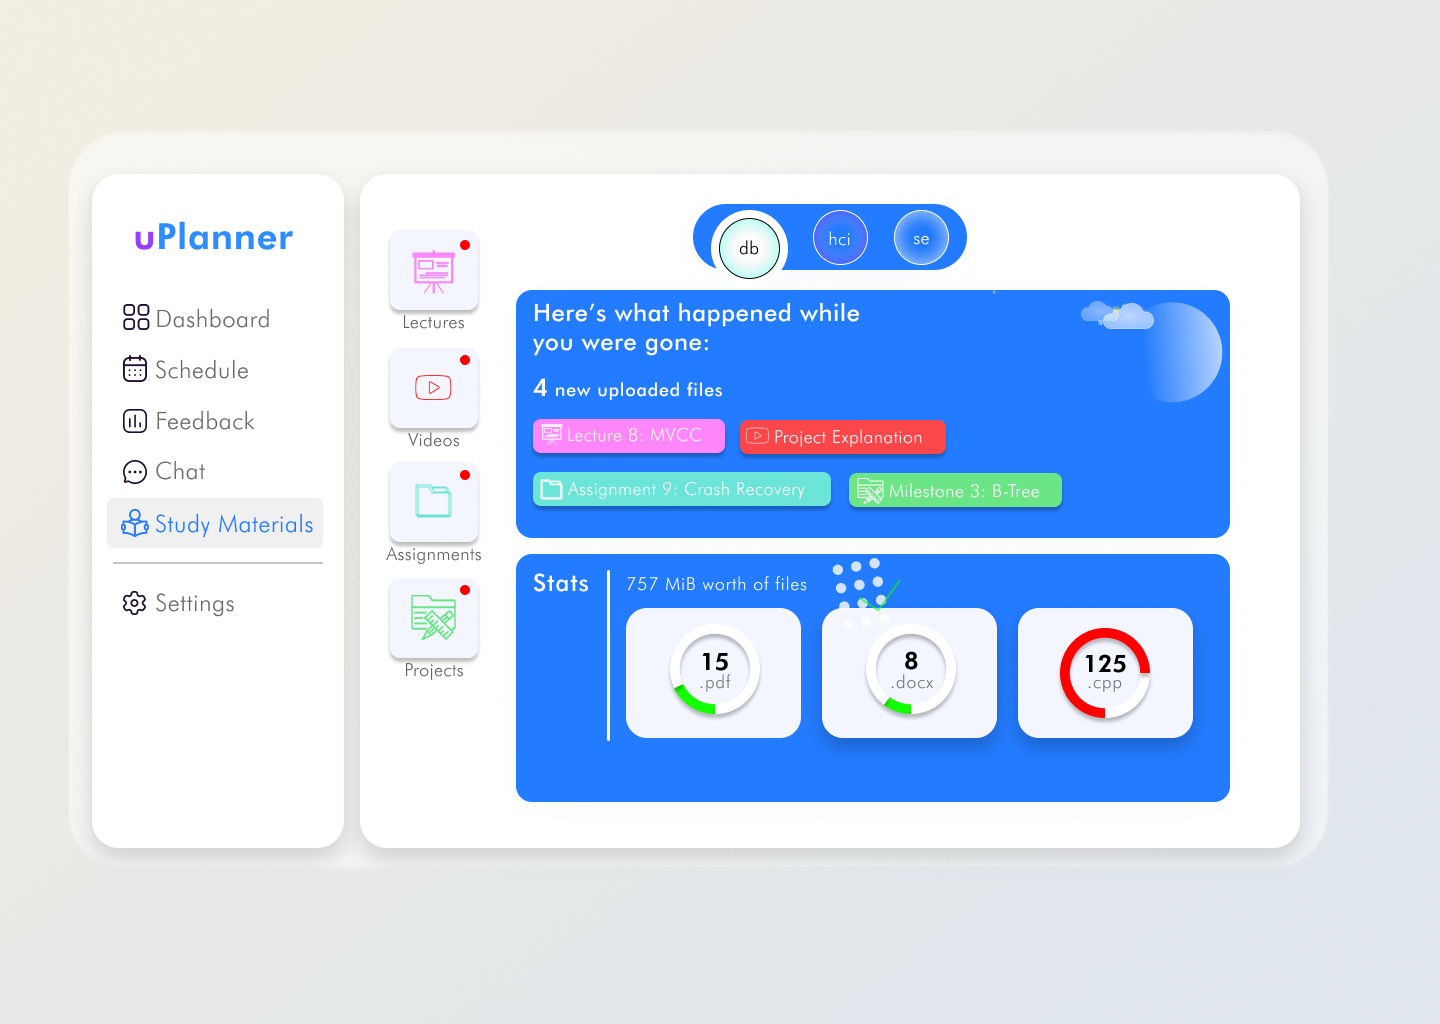 uPlanner
Dashboard
Schedule
Feedback
Chat
Study Materials
Settings
Lectures
Videos
Assignments
Projects
db
hci
se
Here's what happened while
you were gone:
4 new uploaded files
Lecture 8: MVCC
Project Explanation
Assignment 9: Crash Recovery
Milestone 3: B-Tree
Stats
757 MiB worth of files
15
.pdf
8
.docx
125
.cpp